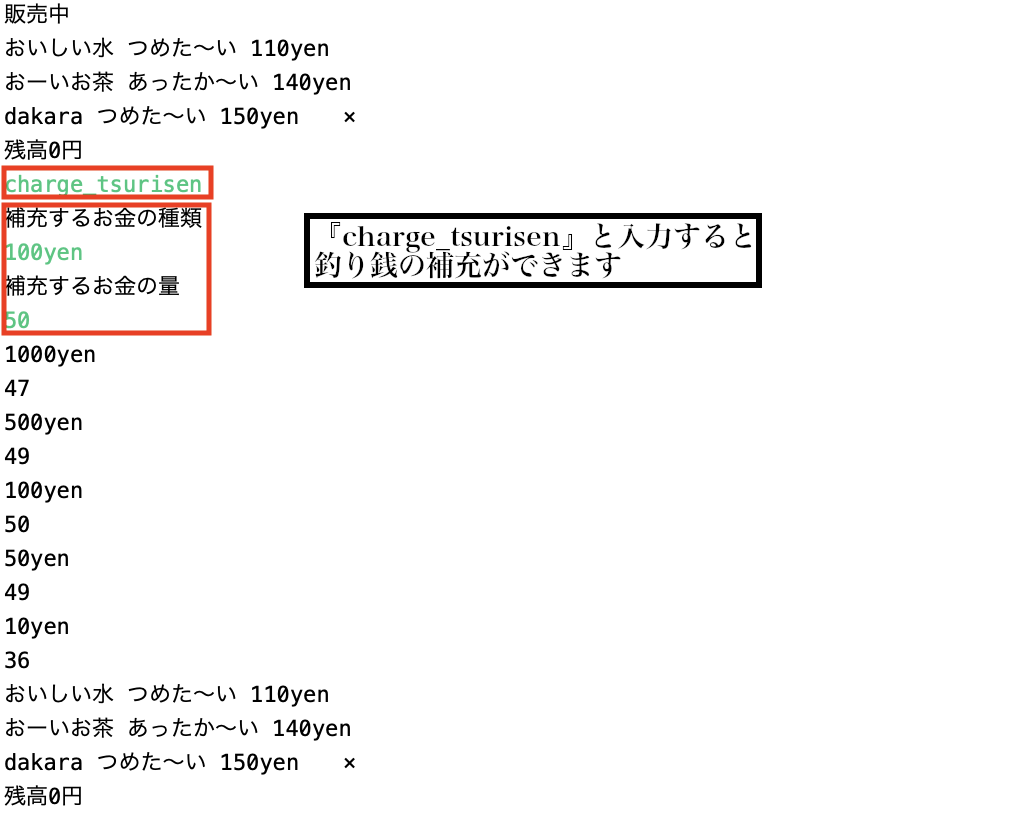 販売中
おいしい水 つめた〜い 110yen
おーいお茶 あったか〜い 140yen
dakara つめた〜い 150yen ×
残高0円
charge_tsurisen
補充するお金の種類
100yen
補充するお金の量
50
『charge_tsurisen』と入力すると
釣り銭の補充ができます
1000yen
47
500yen
49
100yen
50
50yen
49
10yen
36
おいしい水 つめた〜い 110yen
おーいお茶 あったか〜い 140yen
dakara つめた〜い 150yen ×
残高0円